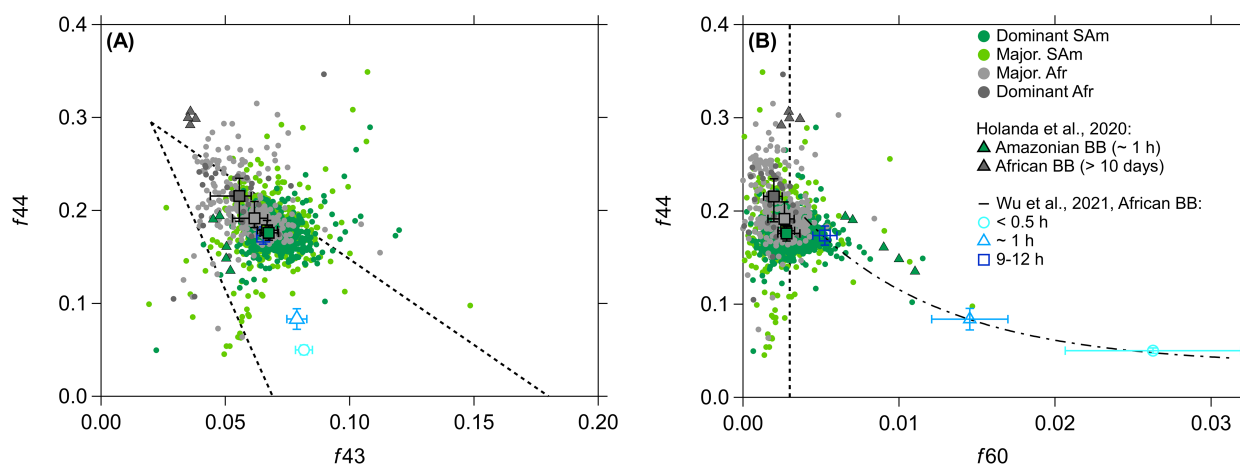 (A)
0.4
0.3
0.2
0.1
0.0
f44
0.00
0.05
0.10
0.15
0.20
f43
(B)
0.4
0.3
0.2
0.1
0.0
f44
0.00
0.01
0.02
0.03
f60
Dominant SAm
Major. SAm
Major. Afr
Dominant Afr
Holanda et al., 2020:
Amazonian BB (~ 1 h)
African BB (> 10 days)
Wu et al., 2021, African BB:
< 0.5 h
~ 1 h
9-12 h